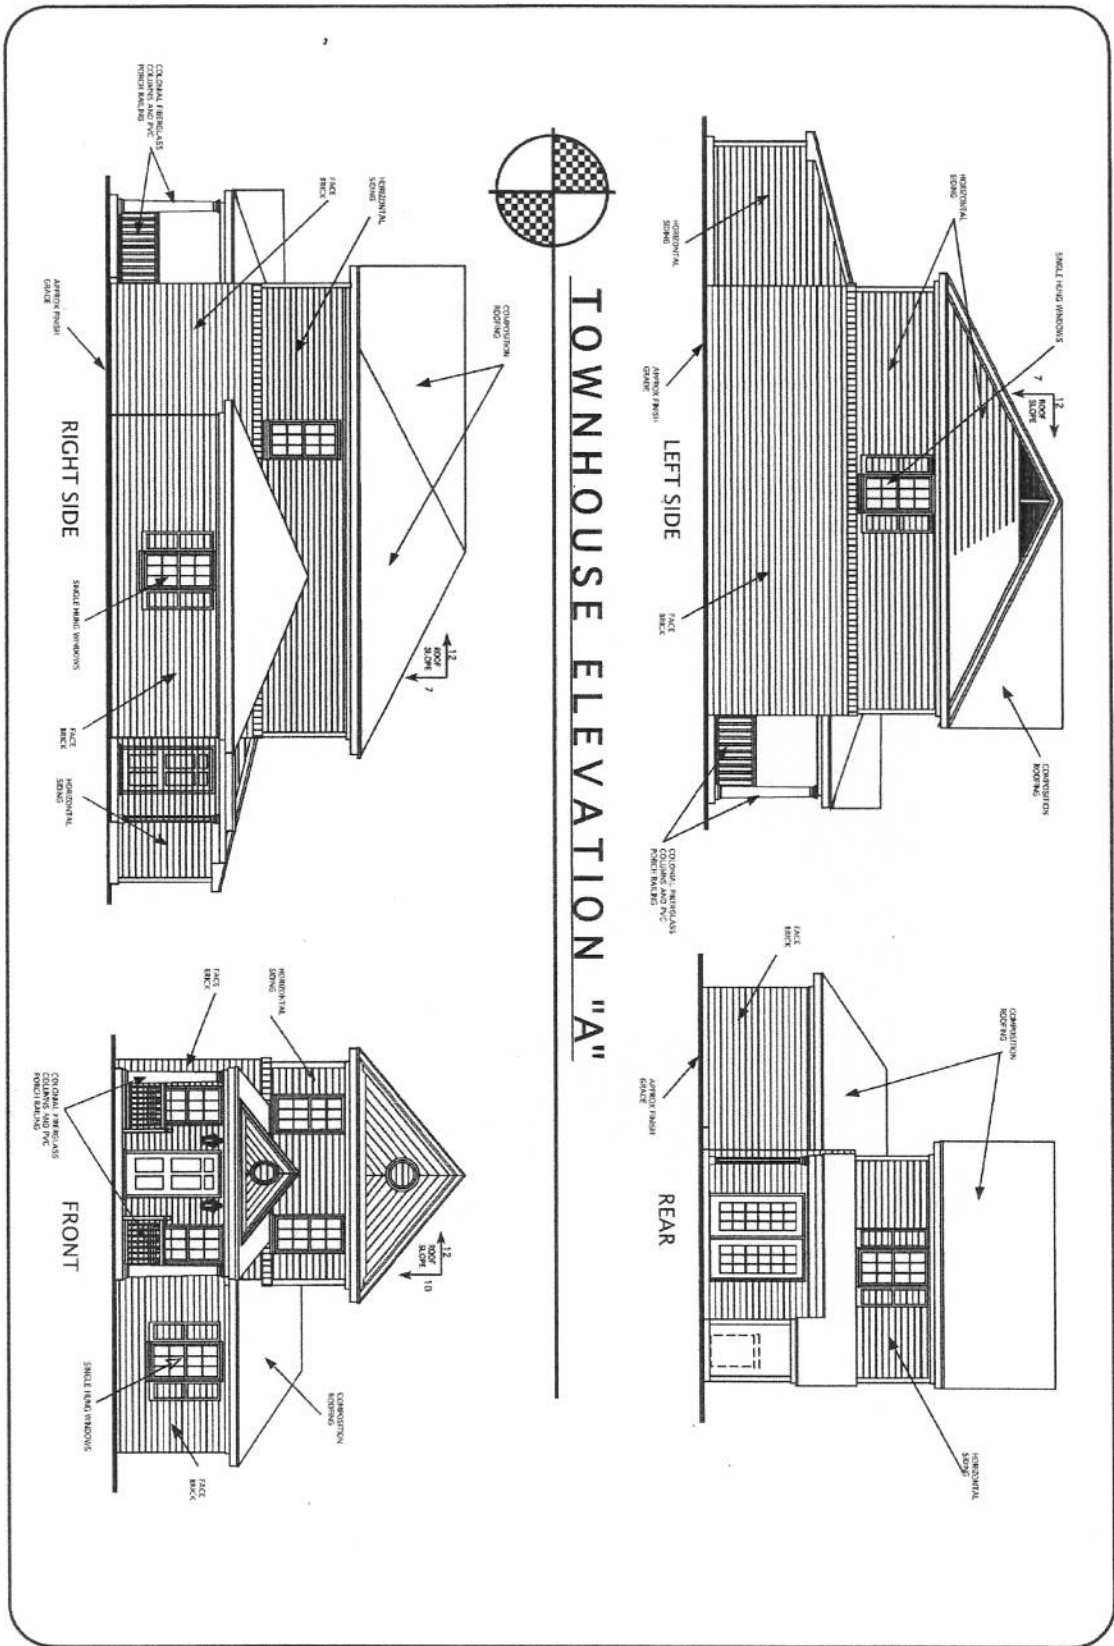 SINGLE HUNG WINDOWS
HORIZONTAL
SIDING
HORIZONTAL
SIDING
12
7
ROOF
SLOPE
COMPOSITION
ROOFING
APPROX FINISH
GRADE
FACE
BRICK
COLONIAL FIBERGLASS
COLUMNS AND PVC
PORCH RAILING
LEFT SIDE
COMPOSITION
ROOFING
FACE
BRICK
APPROX FINISH
GRADE
HORIZONTAL
SIDING
REAR
TOWNHOUSE ELEVATION "A"
COMPOSITION
ROOFING
12
ROOF
SLOPE
7
HORIZONTAL
SIDING
FACE
BRICK
COLONIAL FIBERGLASS
COLUMNS AND PVC
PORCH RAILING
APPROX FINISH
GRADE
SINGLE HUNG WINDOWS
FACE
BRICK
HORIZONTAL
SIDING
RIGHT SIDE
12
ROOF
SLOPE
10
HORIZONTAL
SIDING
FACE
BRICK
COMPOSITION
ROOFING
COLONIAL FIBERGLASS
COLUMNS AND PVC
PORCH RAILING
SINGLE HUNG WINDOWS
FACE
BRICK
FRONT